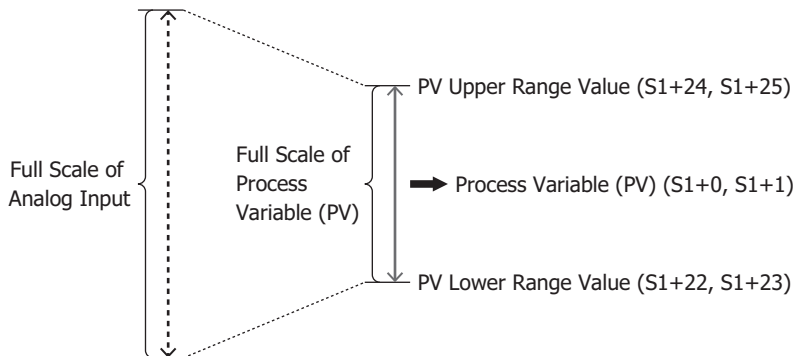 PV Upper Range Value (S1+24, S1+25)
Full Scale of
Analog Input
Full Scale of
Process
Variable (PV)
Process Variable (PV) (S1+0, S1+1)
PV Lower Range Value (S1+22, S1+23)